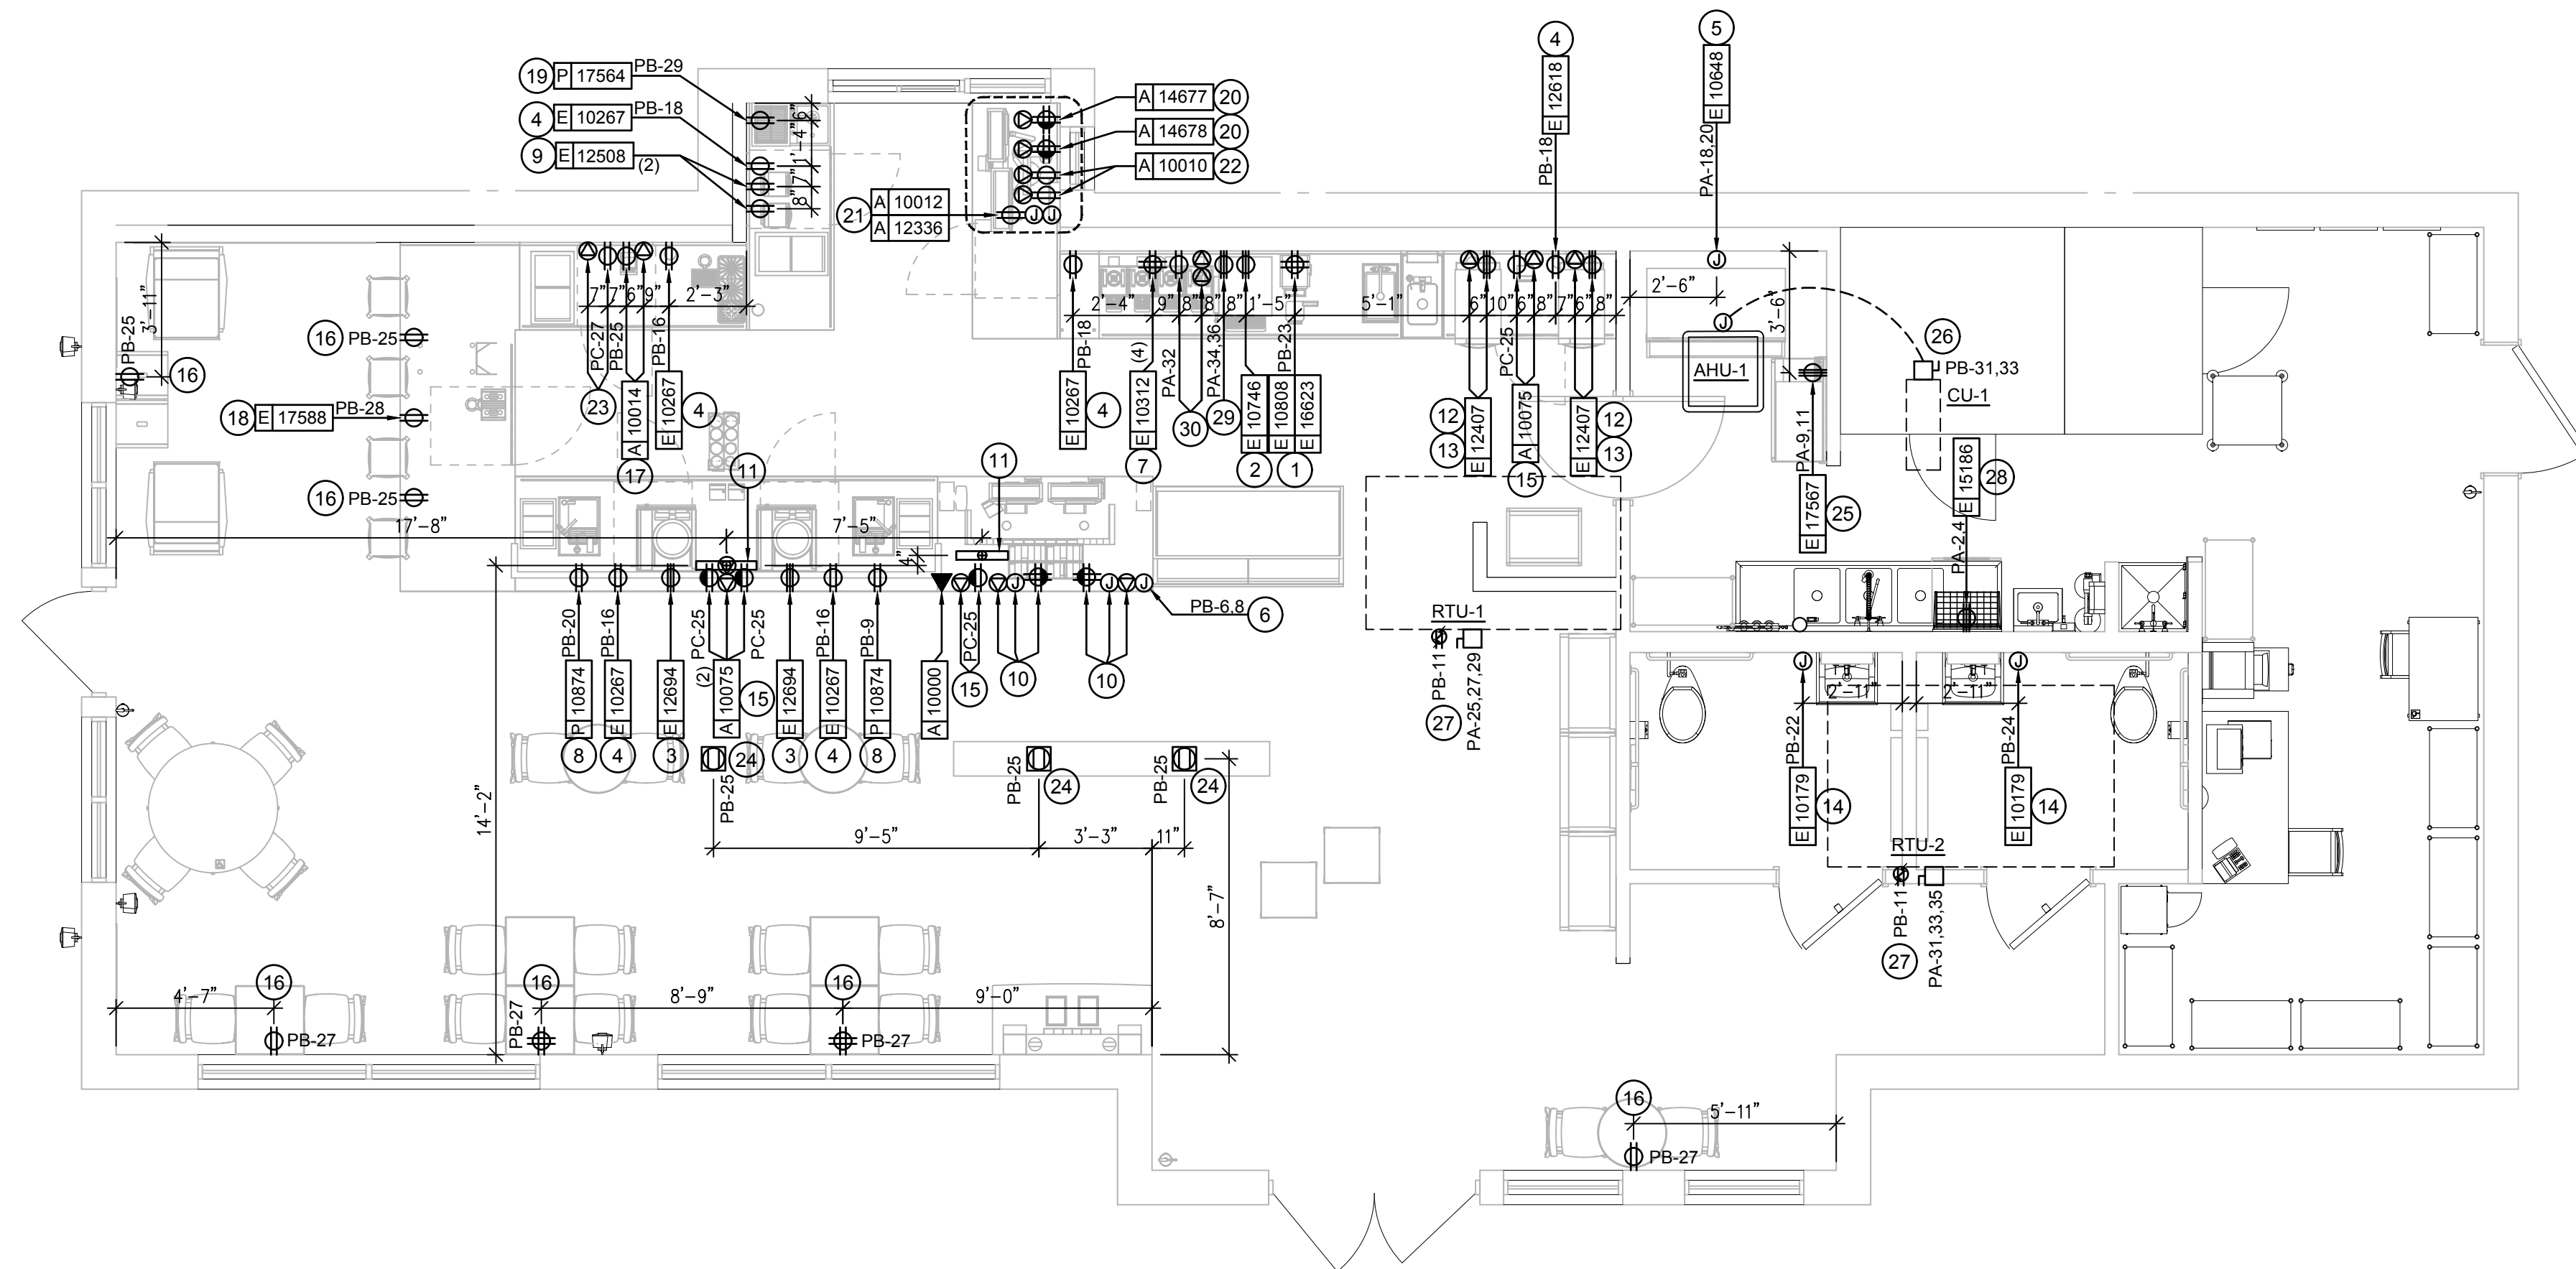 5
4
E 10648
E 12618
PA-18,20
PB-18
19 P 17564 PB-29
4 E 10267 PB-18
9 E 12508 (2)
6"
1'-4"
7"
8"
A 14677 20
A 14678 20
A 10010 22
21 A 10012
A 12336
J J
J
3'-11"
PB-25
16
16 PB-25
18 E 17588 PB-28
16 PB-25
7" 7" 6" 9" 2'-3"
PC-27
PB-25
PB-16
23
A 10014
17
E 10267
4
2'-4" 9" 8" 8" 8" 1'-5" 5'-1" 6" 10" 6" 8" 7" 6" 8"
PB-18
E 10267
4
(4)
E 10312
7
PA-32
30
PA-34,36
29
E 10746
2
PB-23
E 10808
E 16623
1
12
13
E 12407
PC-25
A 10075
15
E 12407
12
13
2'-6"
3'-6"
J
AHU-1
26
PB-31,33
CU-1
PA-9,11
E 17567
25
E 15186
28
PA-2,4
11
11
17'-8"
7'-5"
4"
J J J
PB-6,8 6
PB-20
P 10874
8
PB-16
E 10267
4
E 12694
3
PC-25
(2)
A 10075
15
PC-25
E 12694
3
PB-16
E 10267
4
PB-9
P 10874
8
A 10000
PC-25
15
10
10
RTU-1
PB-11
27
PA-25,27,29
J J
2'-11" 2'-11"
PB-22
E 10179
14
PB-24
E 10179
14
RTU-2
PB-11
27
PA-31,33,35
24
PB-25
PB-25
24
PB-25
24
14'-2"
9'-5" 3'-3" 11"
8'-7"
4'-7"
16
PB-27
16
PB-27
8'-9"
16
PB-27
9'-0"
16
5'-11"
PB-27